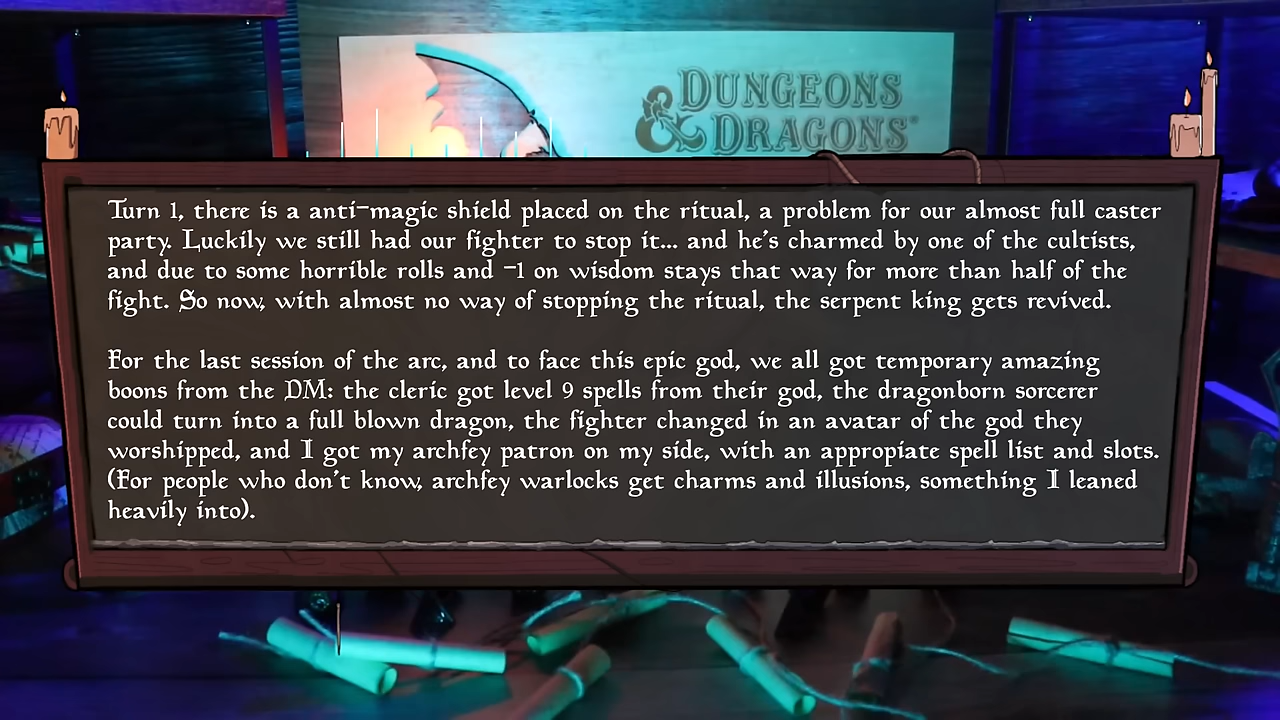 DUNGEONS
& DRAGONS®
Turn 1, there is a anti-magic shield placed on the ritual, a problem for our almost full caster
party. Luckily we still had our fighter to stop it... and he's charmed by one of the cultists,
and due to some horrible rolls and -1 on wisdom stays that way for more than half of the
fight. So now, with almost no way of stopping the ritual, the serpent king gets revived.
For the last session of the arc, and to face this epic god, we all got temporary amazing
boons from the DM: the cleric got level 9 spells from their god, the dragonborn sorcerer
could turn into a full blown dragon, the fighter changed in an avatar of the god they
worshipped, and I got my archfey patron on my side, with an appropiate spell list and slots.
(For people who don't know, archfey warlocks get charms and illusions, something I leaned
heavily into).